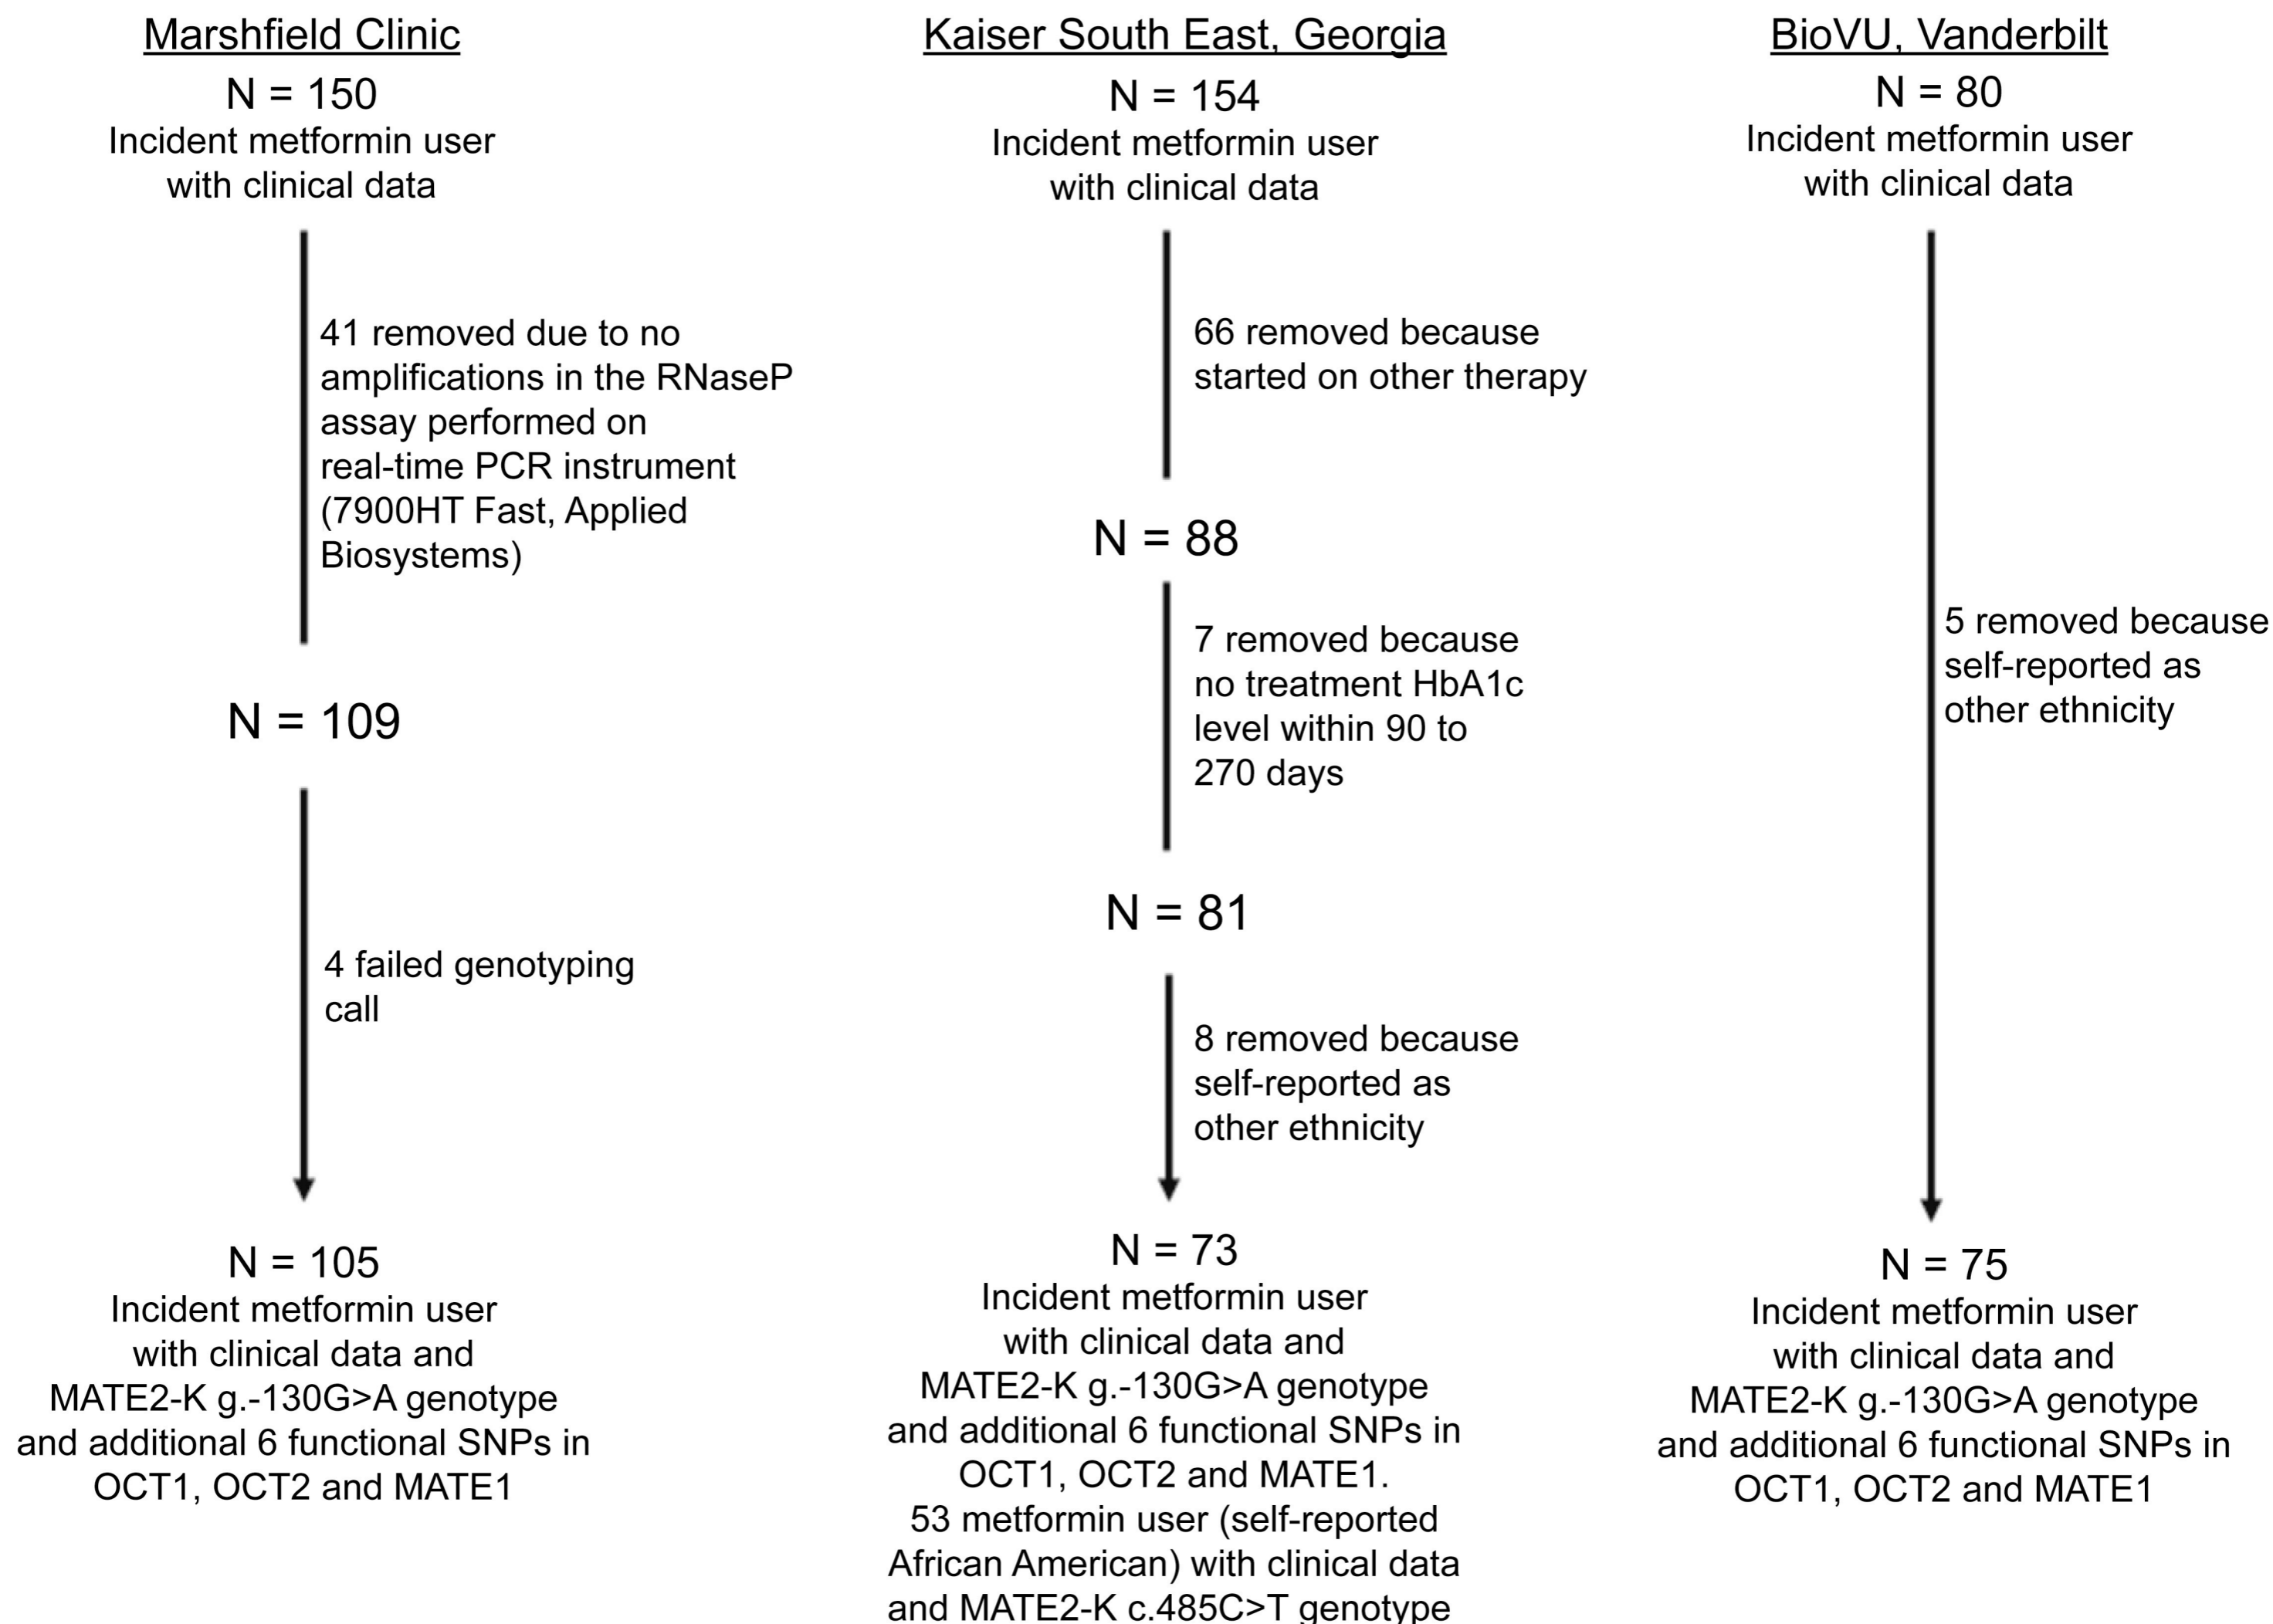 Marshfield Clinic
N = 150
Incident metformin user
with clinical data
41 removed due to no
amplifications in the RNaseP
assay performed on
real-time PCR instrument
(7900HT Fast, Applied
Biosystems)
N = 109
4 failed genotyping
call
N = 105
Incident metformin user
with clinical data and
MATE2-K g.-130G>A genotype
and additional 6 functional SNPs in
OCT1, OCT2 and MATE1
Kaiser South East, Georgia
N = 154
Incident metformin user
with clinical data
66 removed because
started on other therapy
N = 88
7 removed because
no treatment HbA1c
level within 90 to
270 days
N = 81
8 removed because
self-reported as
other ethnicity
N = 73
Incident metformin user
with clinical data and
MATE2-K g.-130G>A genotype
and additional 6 functional SNPs in
OCT1, OCT2 and MATE1.
53 metformin user (self-reported
African American) with clinical data
and MATE2-K c.485C>T genotype
BioVU, Vanderbilt
N = 80
Incident metformin user
with clinical data
5 removed because
self-reported as
other ethnicity
N = 75
Incident metformin user
with clinical data and
MATE2-K g.-130G>A genotype
and additional 6 functional SNPs in
OCT1, OCT2 and MATE1